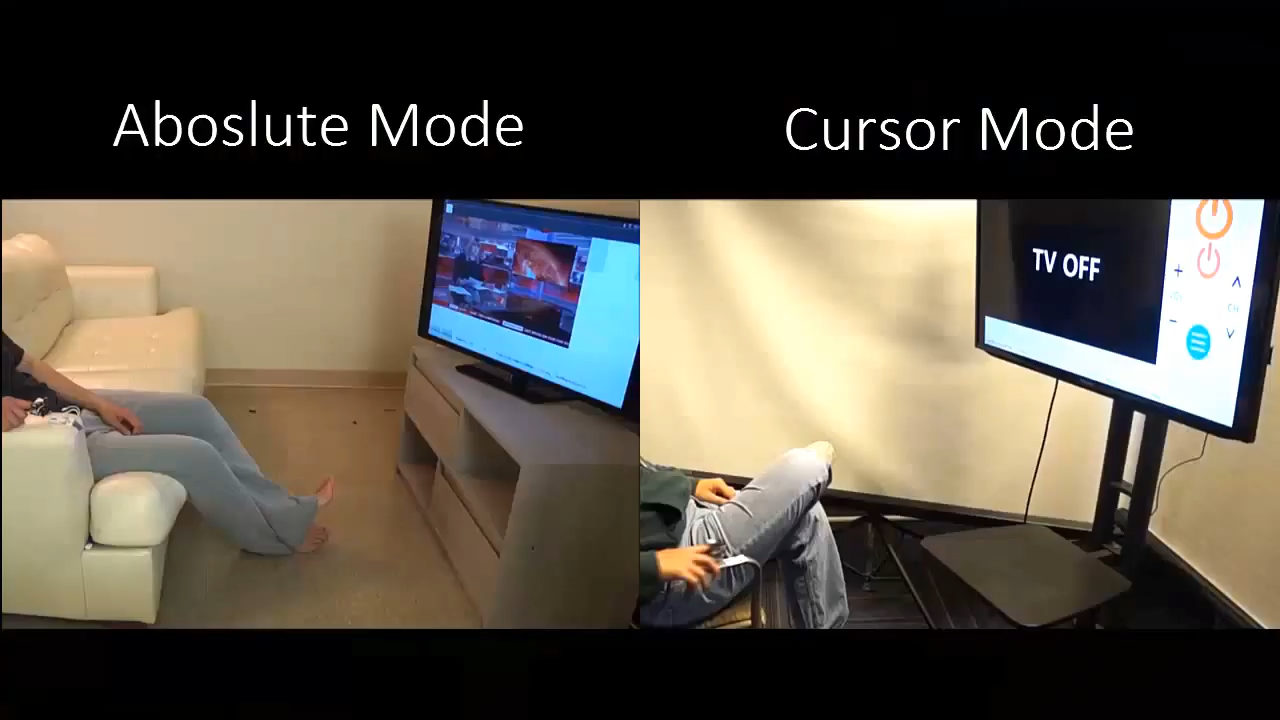 Aboslute Mode
Cursor Mode
TV OFF
+
CH
−